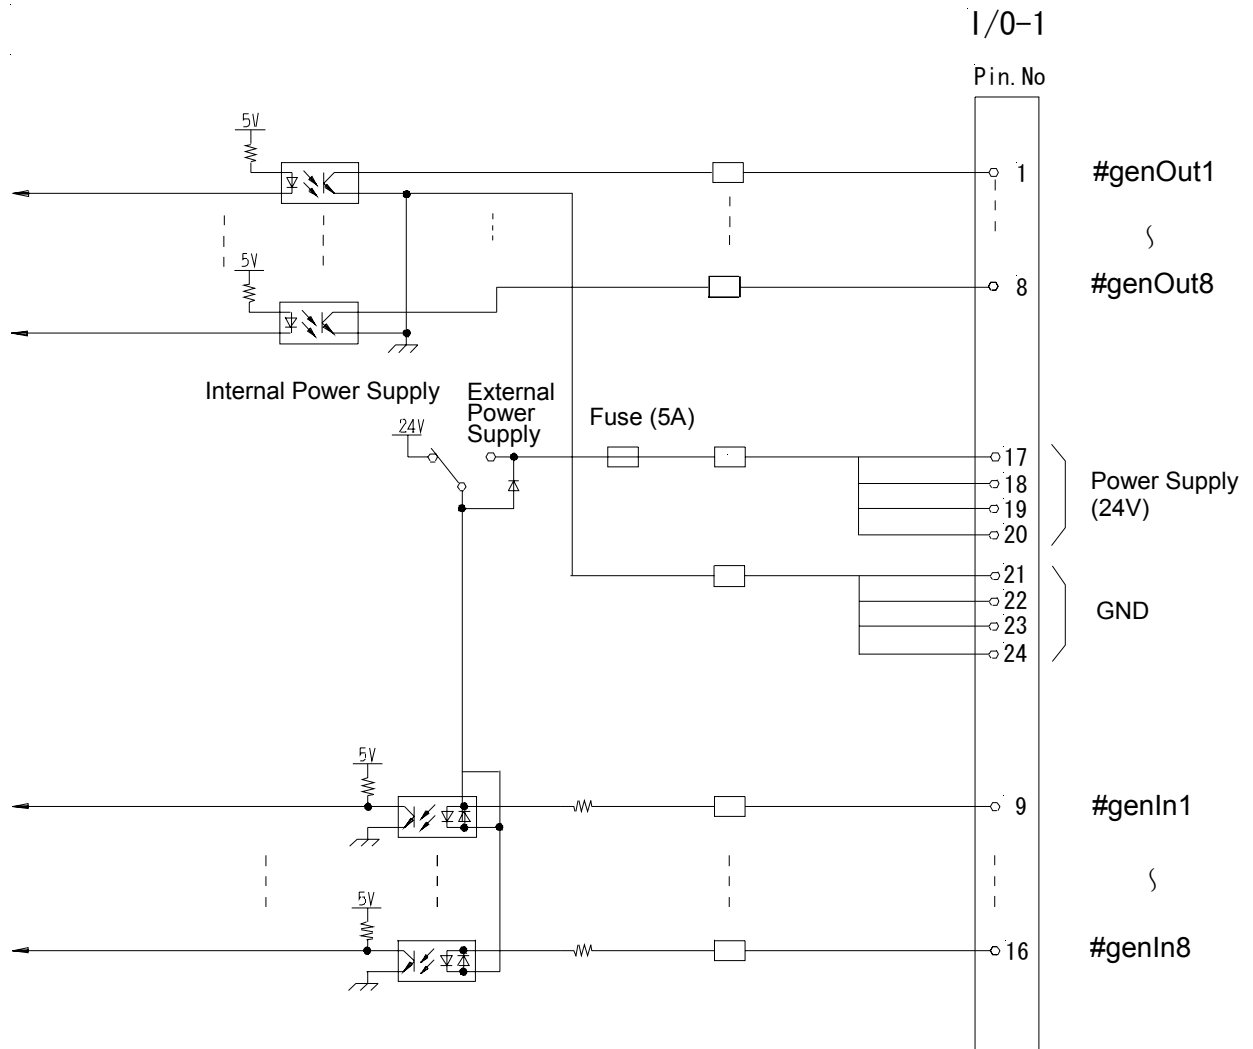 I/O-1
Pin.No
5V
1 #genOut1
5V
8 #genOut8
Internal Power Supply
External
Power
Supply
24V
Fuse (5A)
17
18
19
20
Power Supply
(24V)
21
22
23
24
GND
5V
9 #genIn1
5V
16 #genIn8